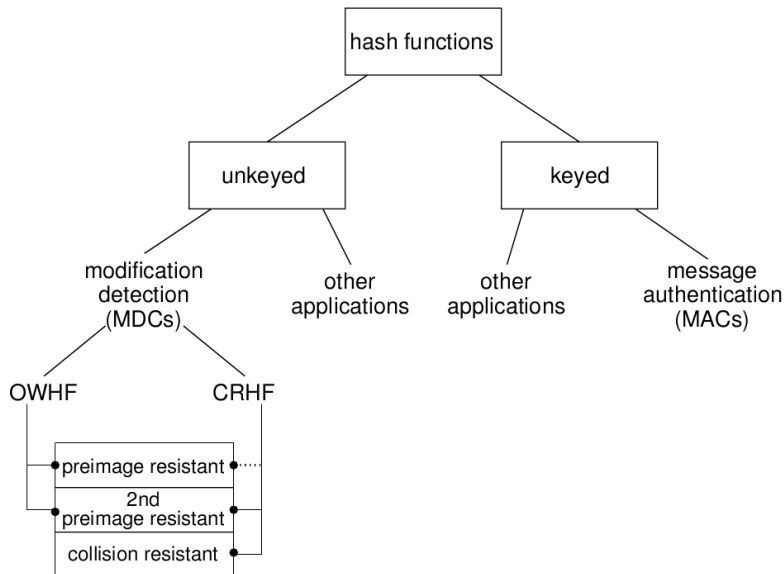 hash functions
unkeyed
keyed
modification
detection
(MDCs)
other
applications
other
applications
message
authentication
(MACs)
OWHF
CRHF
preimage resistant
2nd
preimage resistant
collision resistant